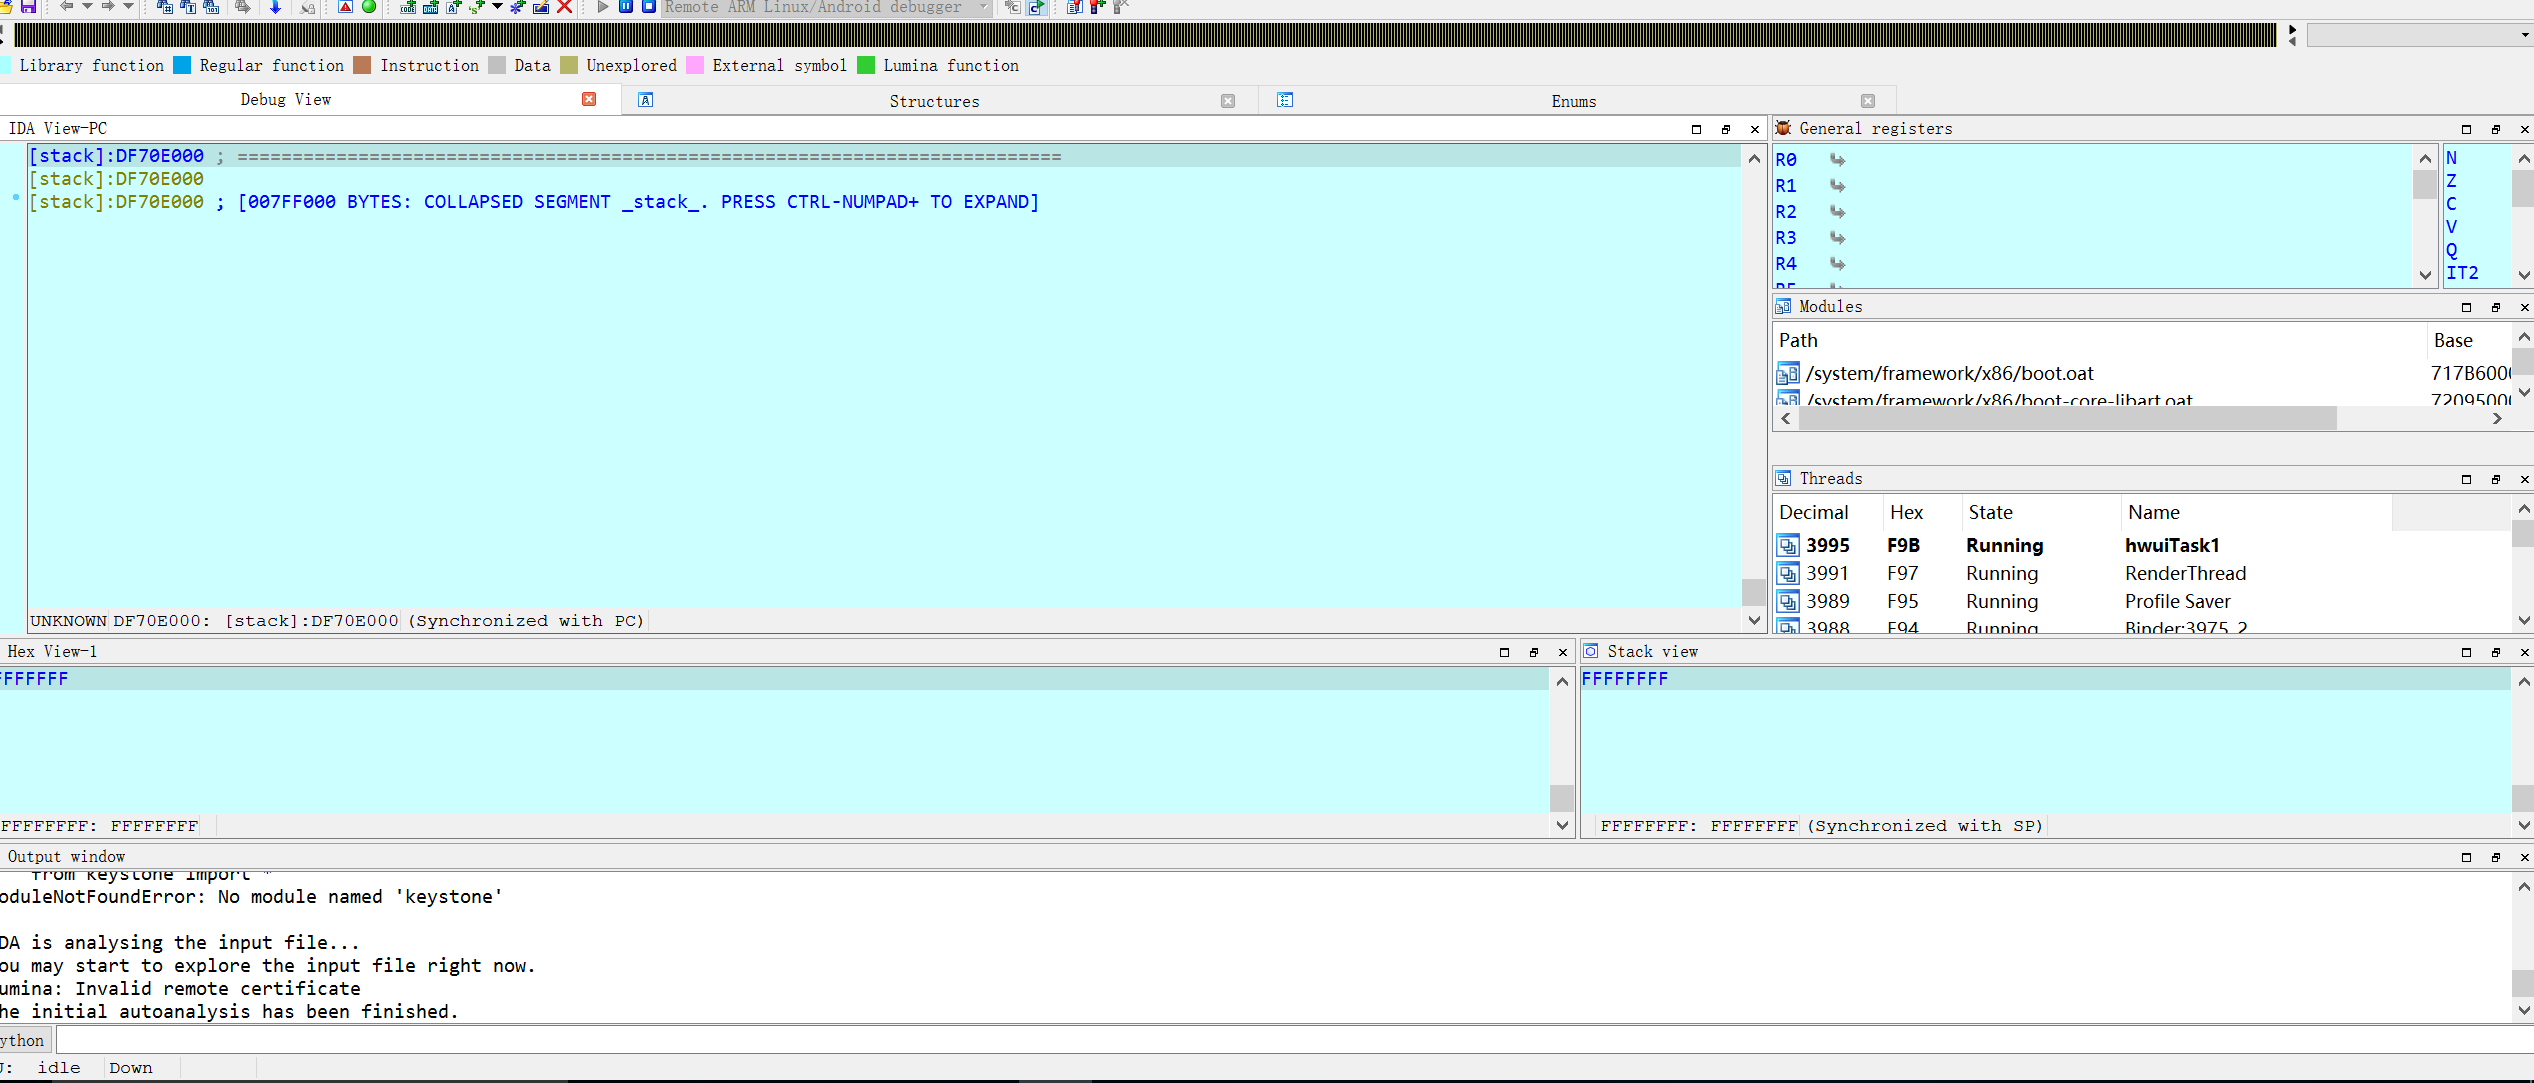 Remote ARM Linux/Android debugger
Library function Regular function Instruction Data Unexplored External symbol Lumina function
Debug View Structures Enums
IDA View-PC
[stack]:DF70E000 ; ===========================================================================
[stack]:DF70E000
[stack]:DF70E000 ; [007FF000 BYTES: COLLAPSED SEGMENT _stack_. PRESS CTRL-NUMPAD+ TO EXPAND]
UNKNOWN DF70E000: [stack]:DF70E000 (Synchronized with PC)
General registers
R0
R1
R2
R3
R4
R5
N
Z
C
V
Q
IT2
Modules
Path Base
/system/framework/x86/boot.oat 717B600
/system/framework/x86/boot-core-libart.oat 7209500
Threads
Decimal Hex State Name
3995 F9B Running hwuiTask1
3991 F97 Running RenderThread
3989 F95 Running Profile Saver
3988 F94 Running Binder:3975_2
Hex View-1
FFFFFFF
FFFFFFFF: FFFFFFFF
Stack view
FFFFFFFF
FFFFFFFF: FFFFFFFF (Synchronized with SP)
Output window
from keystone import *
oduleNotFoundError: No module named 'keystone'
DA is analysing the input file...
ou may start to explore the input file right now.
umina: Invalid remote certificate
he initial autoanalysis has been finished.
ython
: idle Down